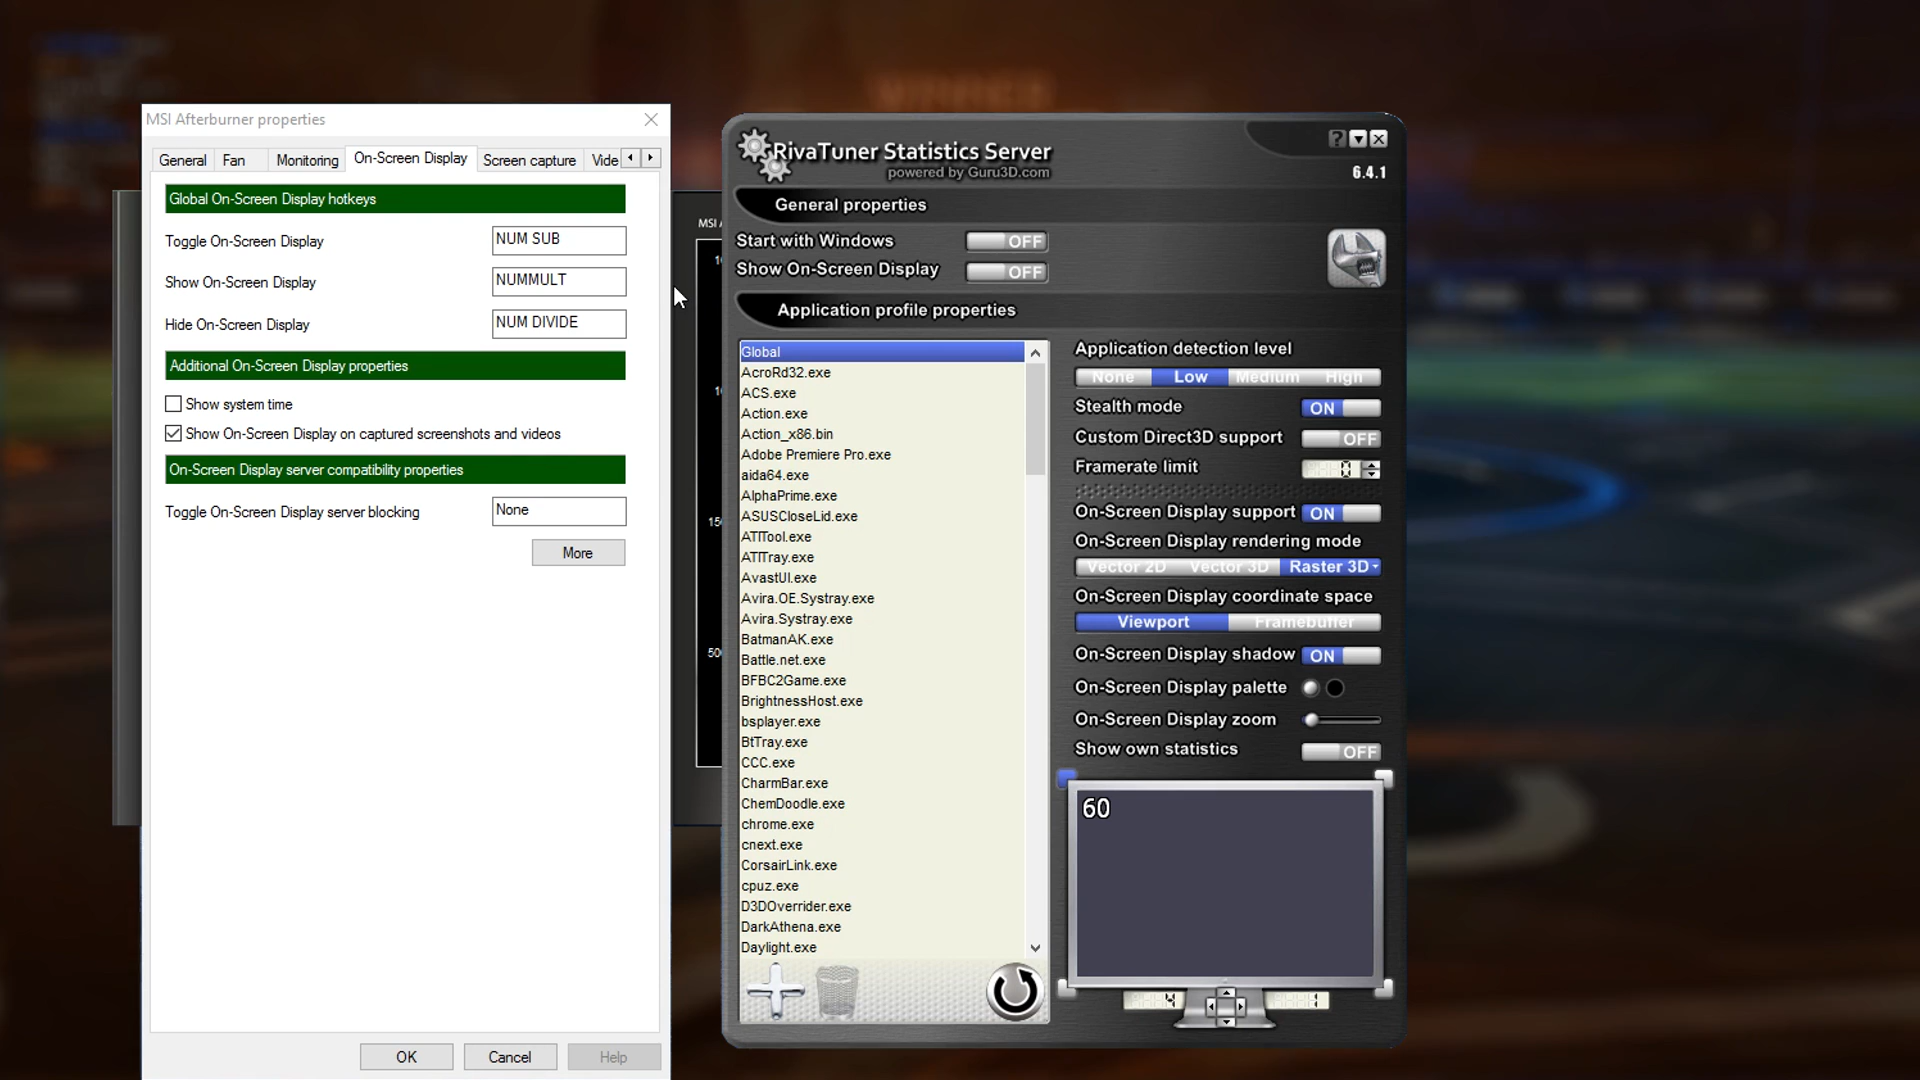 WINNER
MSI Afterburner properties
General
Fan
Monitoring
On-Screen Display
Screen capture
Vide
Global On-Screen Display hotkeys
Toggle On-Screen Display
NUM SUB
Show On-Screen Display
NUMMULT
Hide On-Screen Display
NUM DIVIDE
Additional On-Screen Display properties
Show system time
Show On-Screen Display on captured screenshots and videos
On-Screen Display server compatibility properties
Toggle On-Screen Display server blocking
None
More
OK
Cancel
Help
MSI
RivaTuner Statistics Server
powered by Guru3D.com
?
6.4.1
General properties
Start with Windows
OFF
Show On-Screen Display
OFF
Application profile properties
Global
AcroRd32.exe
ACS.exe
Action.exe
Action_x86.bin
Adobe Premiere Pro.exe
aida64.exe
AlphaPrime.exe
ASUSCloseLid.exe
ATITool.exe
ATITray.exe
AvastUI.exe
Avira.OE.Systray.exe
Avira.Systray.exe
BatmanAK.exe
Battle.net.exe
BFBC2Game.exe
BrightnessHost.exe
bsplayer.exe
BtTray.exe
CCC.exe
CharmBar.exe
ChemDoodle.exe
chrome.exe
cnext.exe
CorsairLink.exe
cpuz.exe
D3DOverrider.exe
DarkAthena.exe
Daylight.exe
Application detection level
None Low Medium High
Stealth mode
ON
Custom Direct3D support
OFF
Framerate limit
0
On-Screen Display support
ON
On-Screen Display rendering mode
Vector 2D Vector 3D Raster 3D
On-Screen Display coordinate space
Viewport Framebuffer
On-Screen Display shadow
ON
On-Screen Display palette
On-Screen Display zoom
Show own statistics
OFF
60
4
1